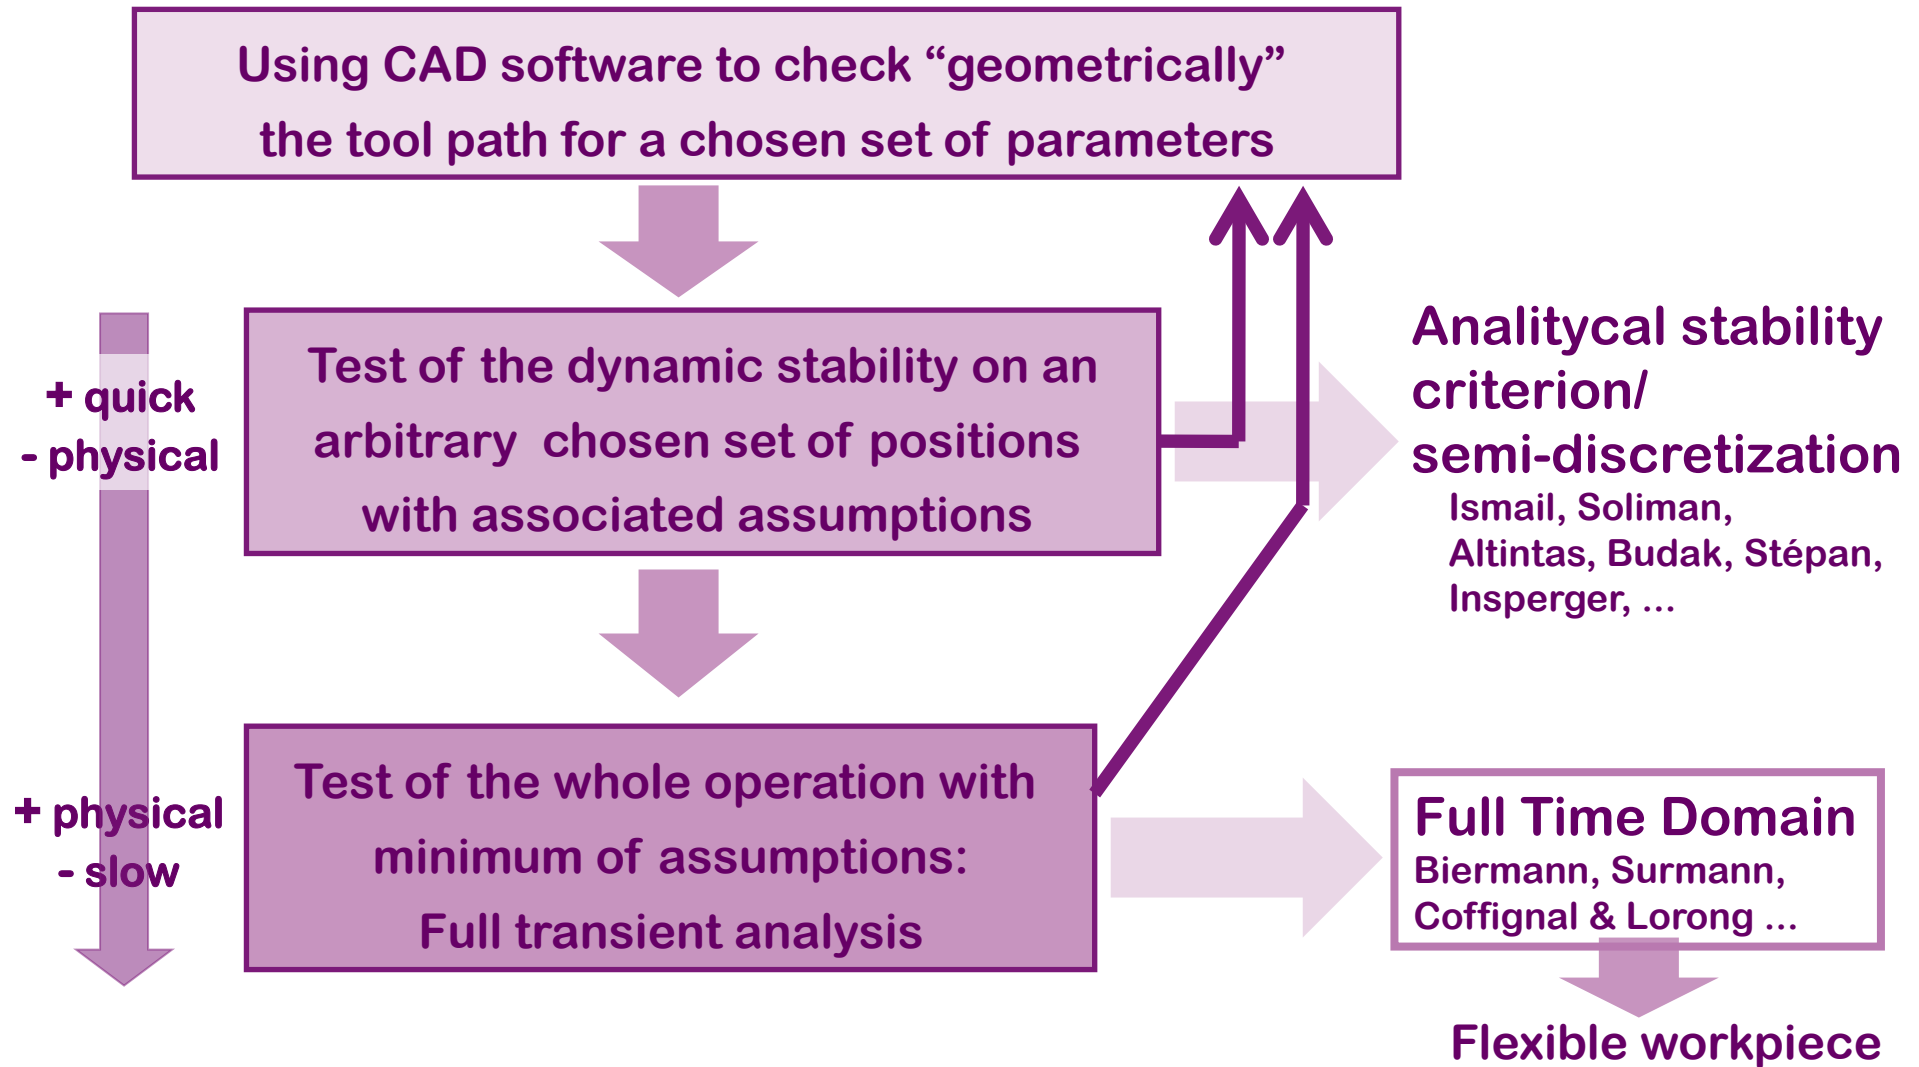 Using CAD software to check “geometrically”
the tool path for a chosen set of parameters
+ quick
- physical
Test of the dynamic stability on an
arbitrary chosen set of positions
with associated assumptions
Analitycal stability
criterion/
semi-discretization
Ismail, Soliman,
Altintas, Budak, Stépan,
Insperger, ...
+ physical
- slow
Test of the whole operation with
minimum of assumptions:
Full transient analysis
Full Time Domain
Biermann, Surmann,
Coffignal & Lorong ...
Flexible workpiece